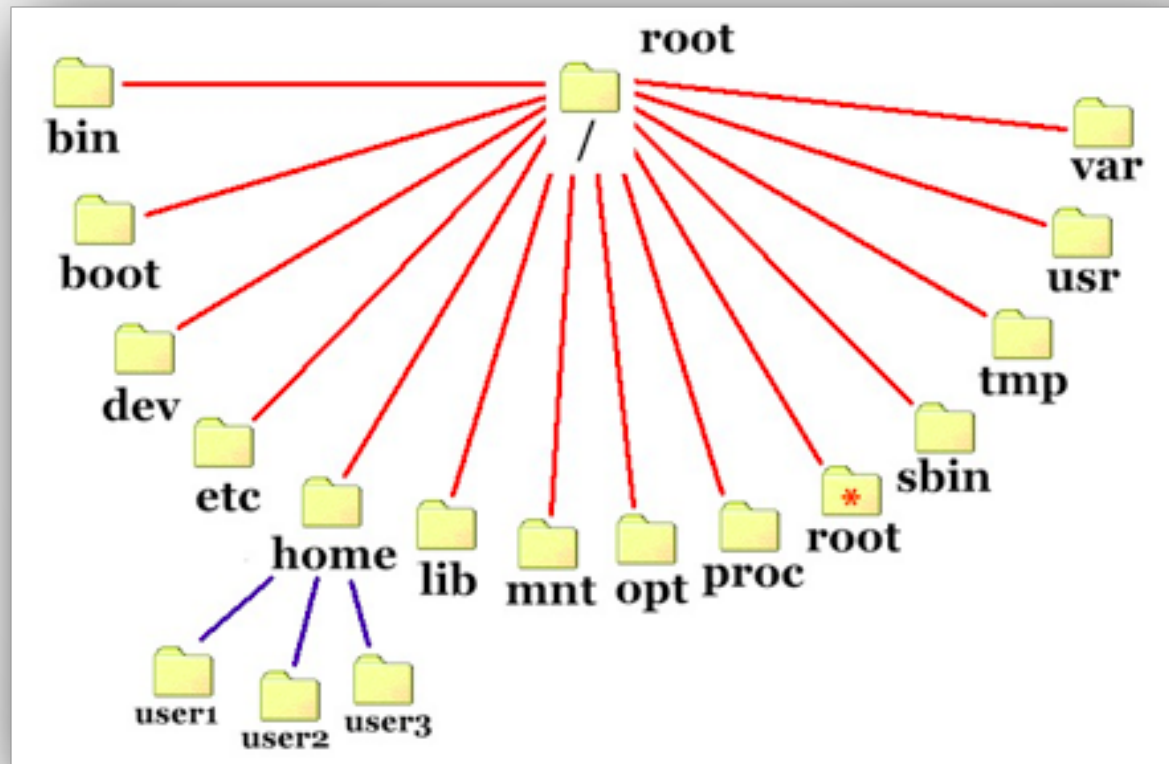 root
/
bin
var
boot
usr
dev
tmp
etc
sbin
home
lib
mnt
opt
proc
*
root
user1
user2
user3